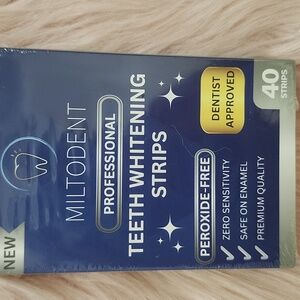 NEW
MILTODENT
PROFESSIONAL
TEETH WHITENING
STRIPS
DENTIST
APPROVED
PEROXIDE-FREE
ZERO SENSITIVITY
SAFE ON ENAMEL
PREMIUM QUALITY
40
STRIPS